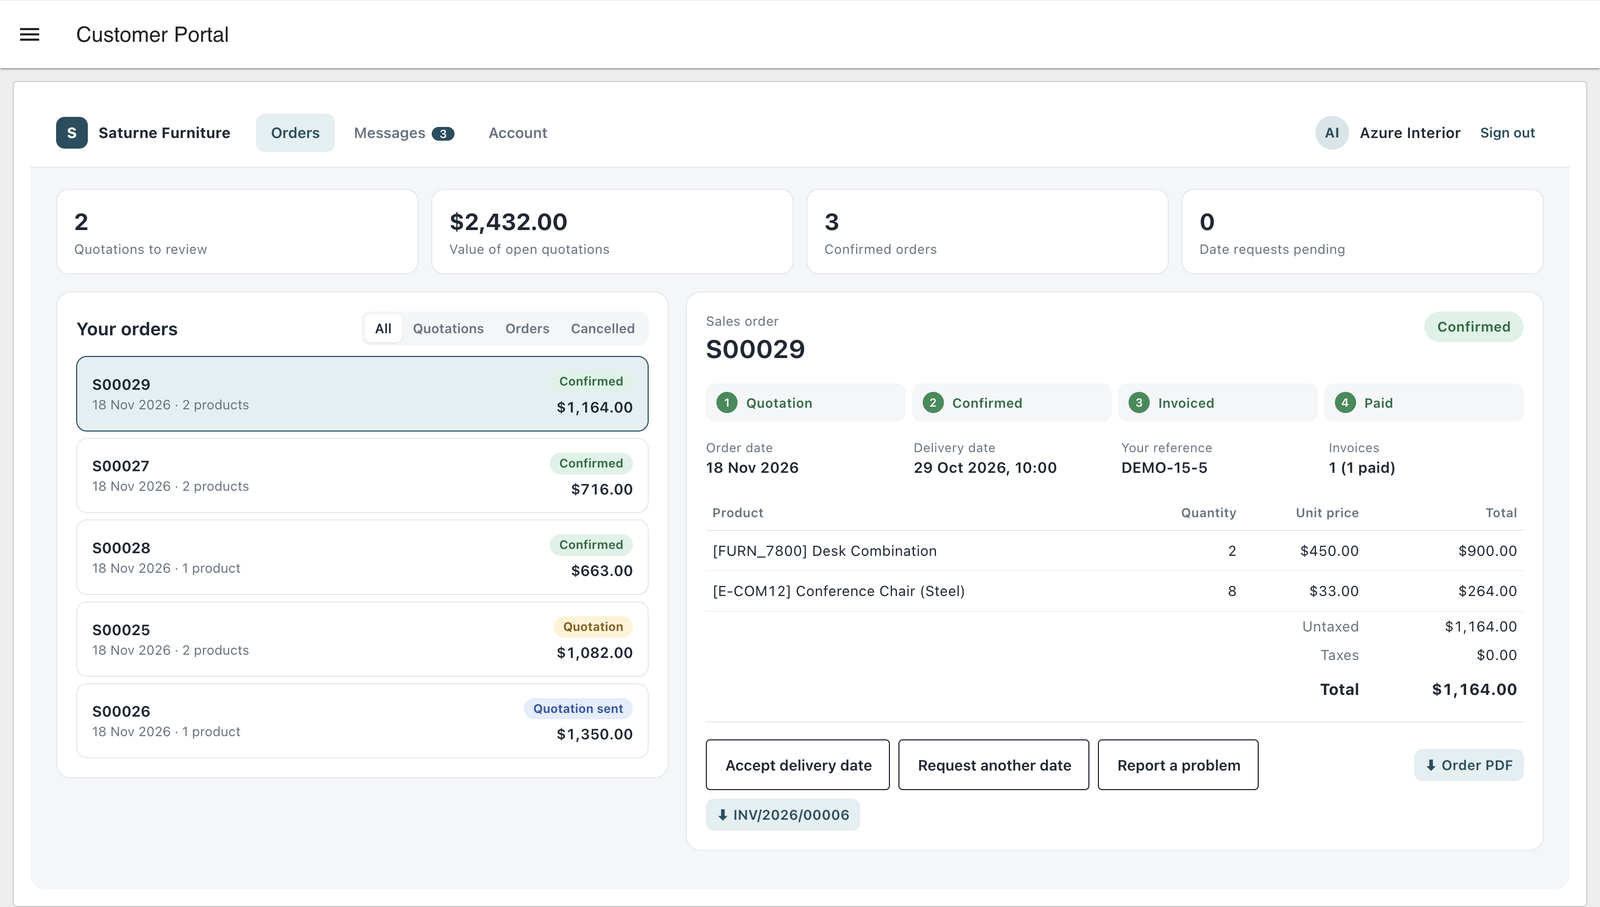 Customer Portal
S
Saturne Furniture
Orders
Messages 3
Account
AI
Azure Interior
Sign out
2
Quotations to review
$2,432.00
Value of open quotations
3
Confirmed orders
0
Date requests pending
Your orders
All
Quotations
Orders
Cancelled
S00029
Confirmed
18 Nov 2026 · 2 products
$1,164.00
S00027
Confirmed
18 Nov 2026 · 2 products
$716.00
S00028
Confirmed
18 Nov 2026 · 1 product
$663.00
S00025
Quotation
18 Nov 2026 · 2 products
$1,082.00
S00026
Quotation sent
18 Nov 2026 · 1 product
$1,350.00
Sales order
S00029
Confirmed
1 Quotation
2 Confirmed
3 Invoiced
4 Paid
Order date
18 Nov 2026
Delivery date
29 Oct 2026, 10:00
Your reference
DEMO-15-5
Invoices
1 (1 paid)
Product Quantity Unit price Total
[FURN_7800] Desk Combination 2 $450.00 $900.00
[E-COM12] Conference Chair (Steel) 8 $33.00 $264.00
Untaxed $1,164.00
Taxes $0.00
Total $1,164.00
Accept delivery date
Request another date
Report a problem
⬇ Order PDF
⬇ INV/2026/00006